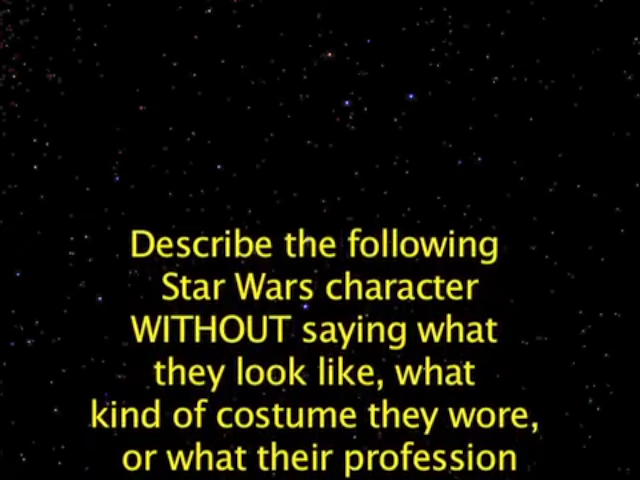 Describe the following
Star Wars character
WITHOUT saying what
they look like, what
kind of costume they wore,
or what their profession